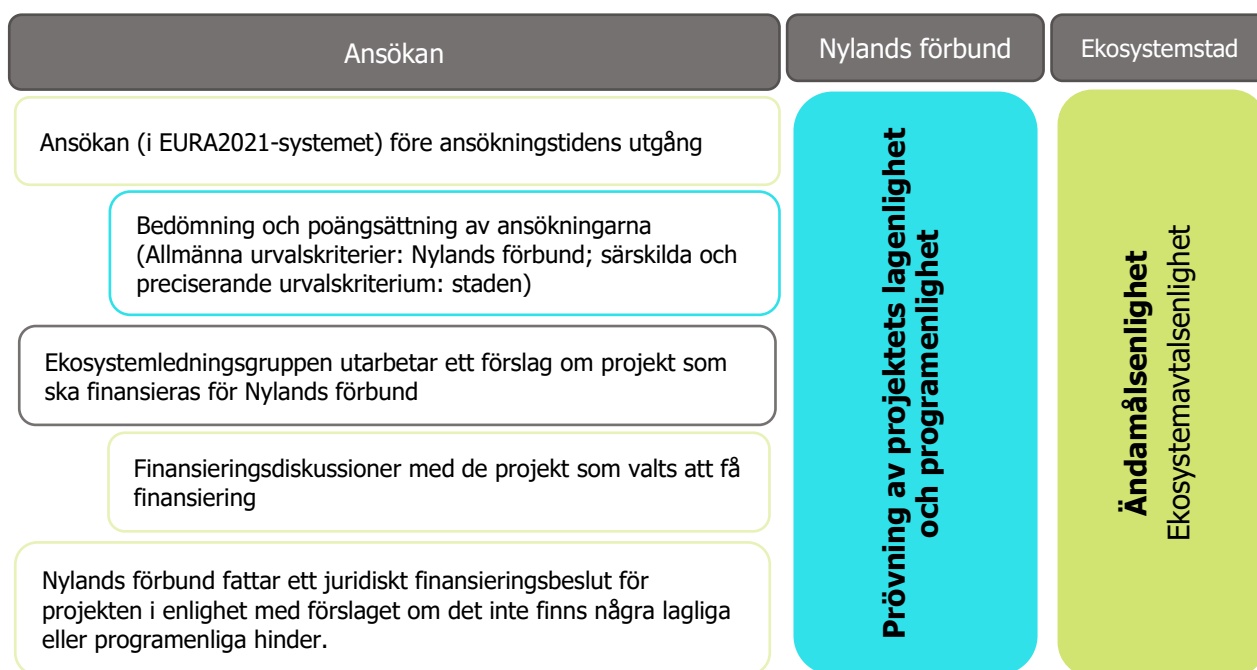 Ansökan
Nylands förbund
Ekosystemstad
Ansökan (i EURA2021-systemet) före ansökningstidens utgång
Bedömning och poängsättning av ansökningarna
(Allmänna urvalskriterier: Nylands förbund; särskilda och
preciserande urvalskriterium: staden)
Ekosystemledningsgruppen utarbetar ett förslag om projekt som
ska finansieras för Nylands förbund
Finansieringsdiskussioner med de projekt som valts att få
finansiering
Nylands förbund fattar ett juridiskt finansieringsbeslut för
projekten i enlighet med förslaget om det inte finns några lagliga
eller programenliga hinder.
Prövning av projektets lagenlighet
och programenlighet
Ändamålsenlighet
Ekosystemavtalsenlighet